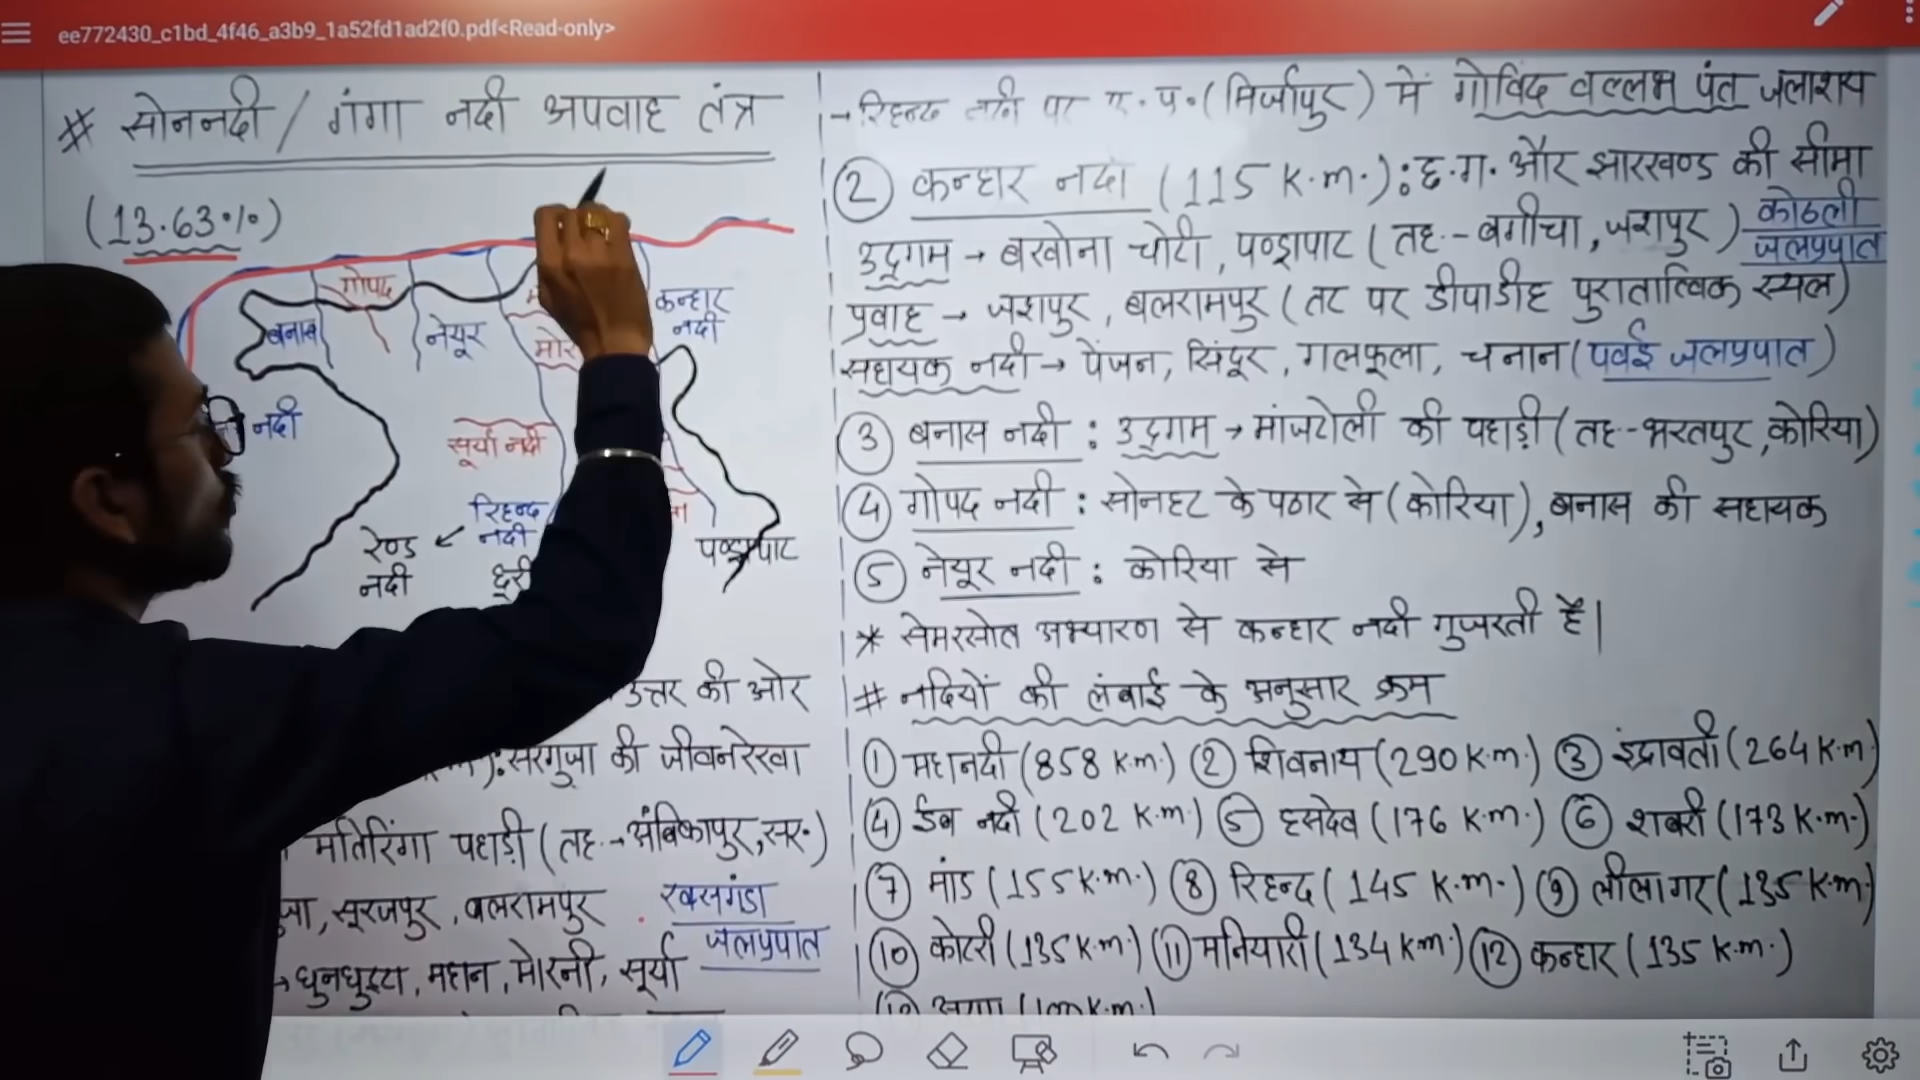 ee772430_c1bd_4f46_a3b9_1a52fd1ad2f0.pdf<Read-only>
# सोननदी / गंगा नदी अपवाह तंत्र
(13.63%)
गोपद
बनास
नेयूर
मोर
कन्हार
नदी
नदी
सूर्या नदी
रिहन्द
नदी
रेण्ड
नदी
पण्ड्रापाट
उत्तर की ओर
:सरगुजा की जीवनरेखा
मतिरिंगा पहाड़ी (तह.→अंबिकापुर,सर.)
सूरजपुर, बलरामपुर
रकसगंडा
जलप्रपात
→घुनघुट्टा, महान, मोरनी, सूर्या
→रिहन्द नदी पर उ.प्र.(मिर्जापुर) में गोविंद वल्लभ पंत जलाशय
② कन्हार नदी (115 K.m.):छ.ग. और झारखण्ड की सीमा
उद्गम → बखोना चोटी, पण्ड्रापाट (तह.-बगीचा, जशपुर)
कोठली
जलप्रपात
प्रवाह → जशपुर, बलरामपुर (तट पर डीपाडीह पुरातात्विक स्थल)
सहायक नदी → पेंजन, सिंदूर, गलफूला, चनान (पवई जलप्रपात)
③ बनास नदी : उद्गम → मांजटोली की पहाड़ी (तह-भरतपुर, कोरिया)
④ गोपद नदी : सोनहट के पठार से (कोरिया), बनास की सहायक
⑤ नेयूर नदी : कोरिया से
* सेमरसोत अभ्यारण से कन्हार नदी गुजरती है।
# नदियों की लंबाई के अनुसार क्रम
① महानदी (858 K.m.) ② शिवनाथ (290 K.m.) ③ इंद्रावती (264 K.m)
④ ईब नदी (202 K.m.) ⑤ हसदेव (176 K.m.) ⑥ शबरी (173 K.m.)
⑦ मांड (155 K.m.) ⑧ रिहन्द (145 K.m.) ⑨ लीलागर (135 K.m)
⑩ कोटरी (135 K.m.) ⑪ मनियारी (134 K.m.) ⑫ कन्हार (135 K.m.)